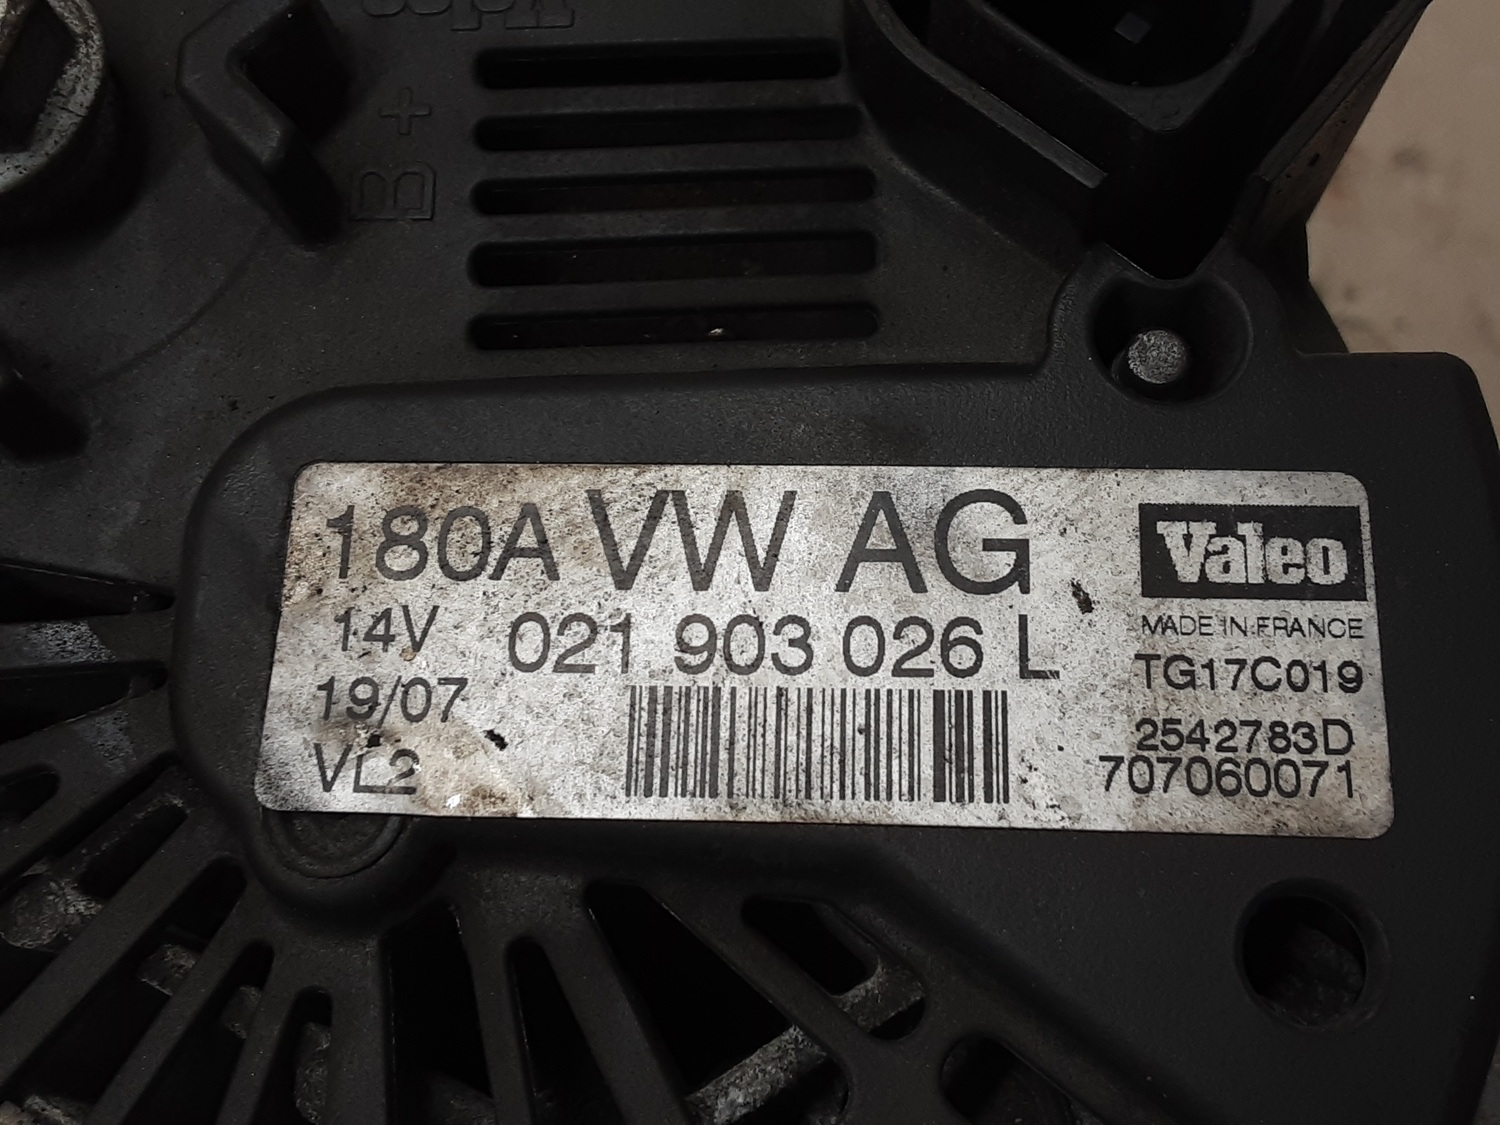 B+
180A VW AG
14V 021 903 026 L
19/07
VL2
Valeo
MADE IN FRANCE
TG17C019
2542783D
707060071